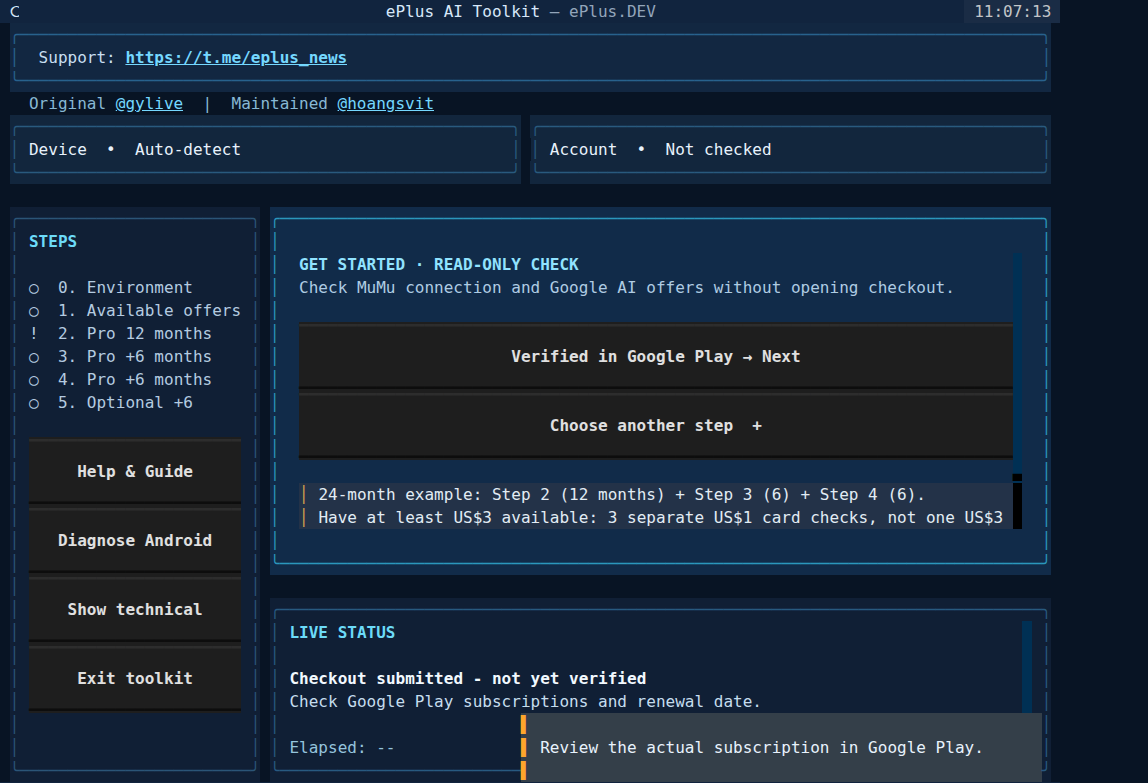 C ePlus AI Toolkit — ePlus.DEV 11:07:13
Support: https://t.me/eplus_news
Original @gylive | Maintained @hoangsvit
Device • Auto-detect
Account • Not checked
STEPS
○ 0. Environment
○ 1. Available offers
! 2. Pro 12 months
○ 3. Pro +6 months
○ 4. Pro +6 months
○ 5. Optional +6
Help & Guide
Diagnose Android
Show technical
Exit toolkit
GET STARTED · READ-ONLY CHECK
Check MuMu connection and Google AI offers without opening checkout.
Verified in Google Play → Next
Choose another step +
24-month example: Step 2 (12 months) + Step 3 (6) + Step 4 (6).
Have at least US$3 available: 3 separate US$1 card checks, not one US$3
LIVE STATUS
Checkout submitted - not yet verified
Check Google Play subscriptions and renewal date.
Elapsed: --
Review the actual subscription in Google Play.